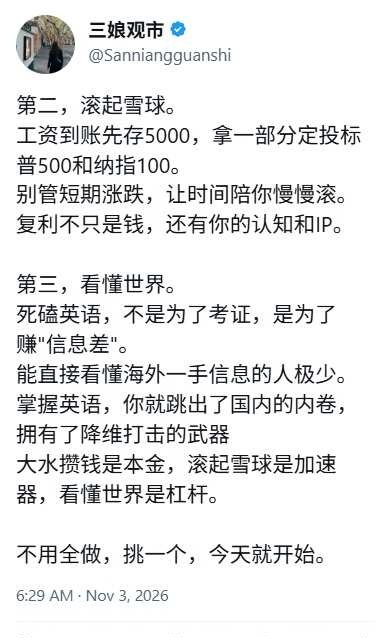 三娘观市
@Sanniangguanshi
第二，滚起雪球。
工资到账先存5000，拿一部分定投标
普500和纳指100。
别管短期涨跌，让时间陪你慢慢滚。
复利不只是钱，还有你的认知和IP。
第三，看懂世界。
死磕英语，不是为了考证，是为了
赚"信息差"。
能直接看懂海外一手信息的人极少。
掌握英语，你就跳出了国内的内卷，
拥有了降维打击的武器
大水攒钱是本金，滚起雪球是加速
器，看懂世界是杠杆。
不用全做，挑一个，今天就开始。
6:29 AM · Nov 3, 2026